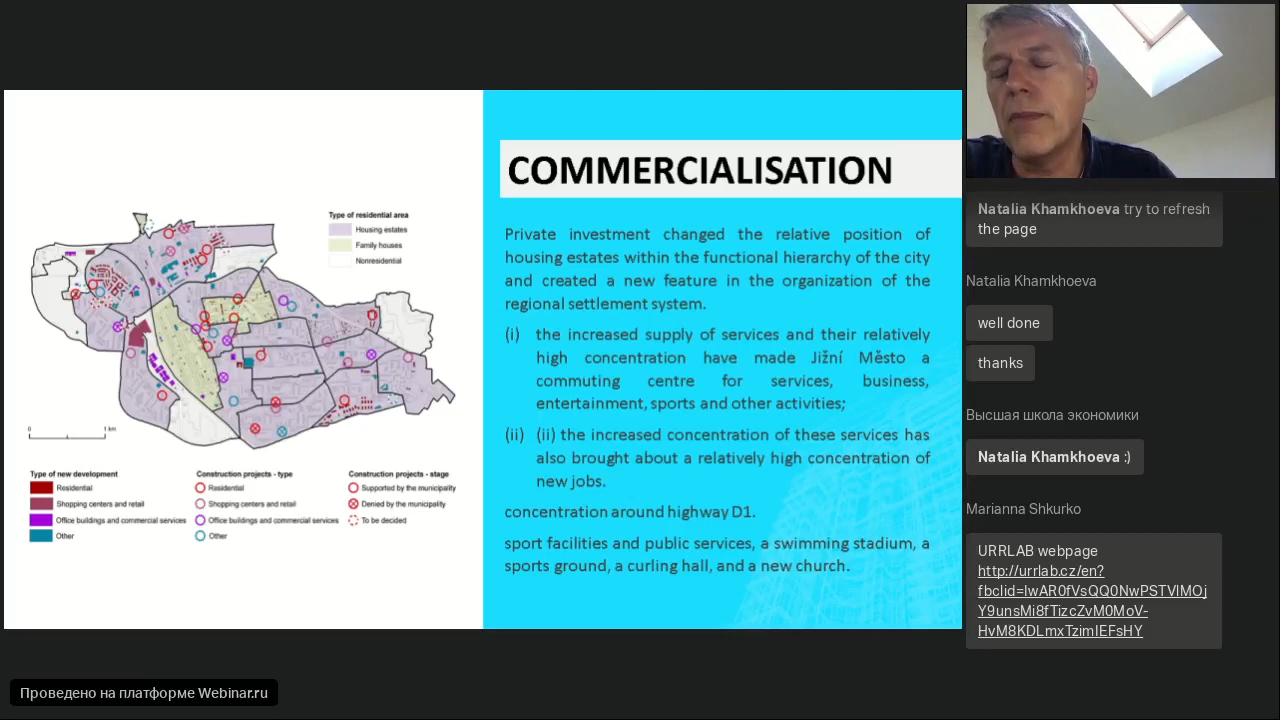 COMMERCIALISATION
Private investment changed the relative position of
housing estates within the functional hierarchy of the city
and created a new feature in the organization of the
regional settlement system.
(i) the increased supply of services and their relatively
high concentration have made Jižní Město a
commuting centre for services, business,
entertainment, sports and other activities;
(ii) (ii) the increased concentration of these services has
also brought about a relatively high concentration of
new jobs.
concentration around highway D1.
sport facilities and public services, a swimming stadium, a
sports ground, a curling hall, and a new church.
Type of residential area
Housing estates
Family houses
Nonresidential
0 1 km
Type of new development
Residential
Shopping centers and retail
Office buildings and commercial services
Other
Construction projects - type
Residential
Shopping centers and retail
Office buildings and commercial services
Other
Construction projects - stage
Supported by the municipality
Denied by the municipality
To be decided
Natalia Khamkhoeva try to refresh
the page
Natalia Khamkhoeva
well done
thanks
Высшая школа экономики
Natalia Khamkhoeva :)
Marianna Shkurko
URRLAB webpage
http://urrlab.cz/en?
fbclid=IwAR0fVsQQ0NwPSTVlMOj
Y9unsMi8fTizcZvM0MoV-
HvM8KDLmxTzimIEFsHY
Проведено на платформе Webinar.ru